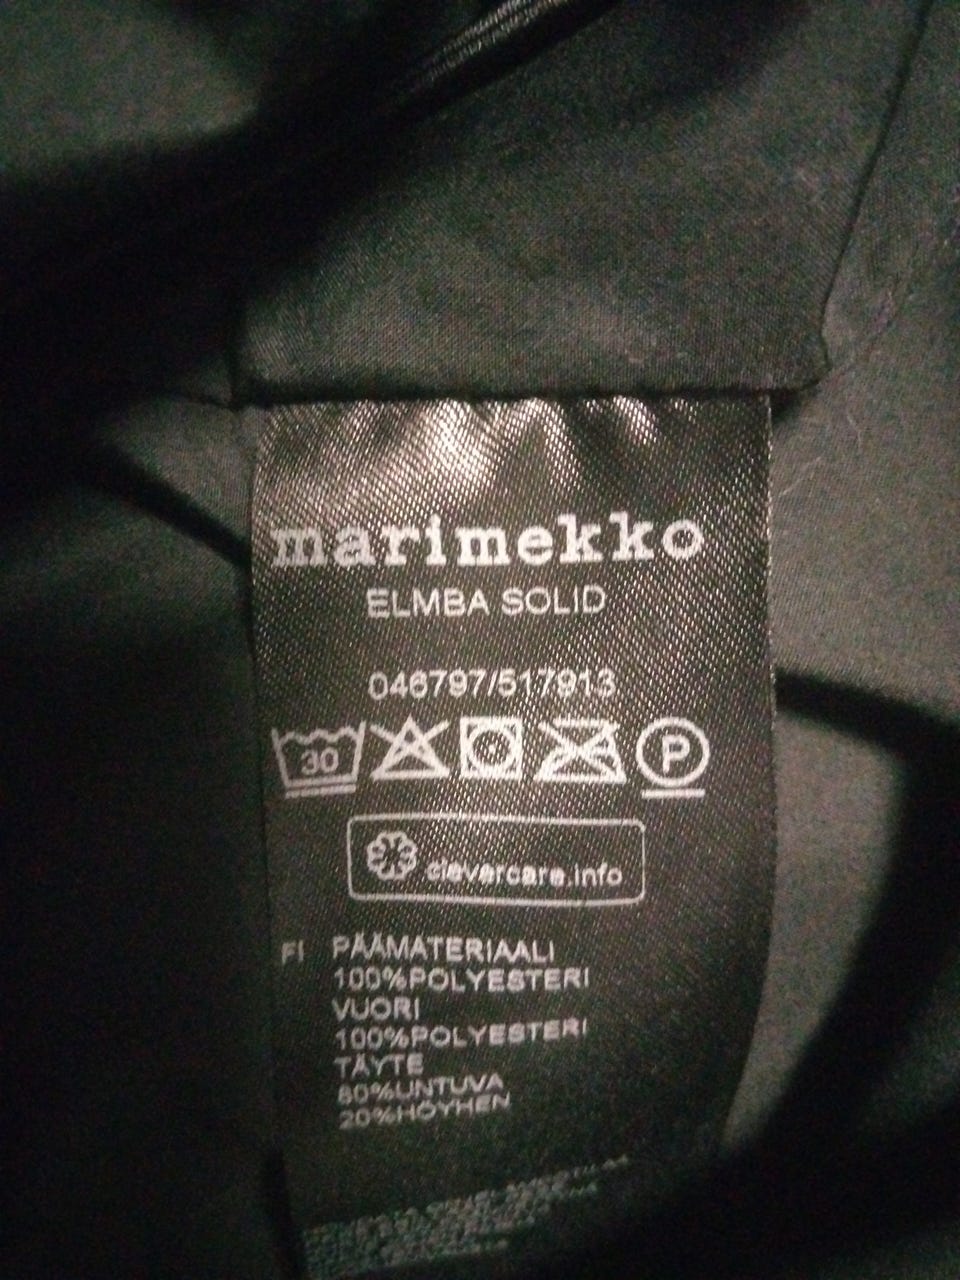 marimekko
ELMBA SOLID
046797/517913
30 P
clevercare.info
FI PÄÄMATERIAALI
100%POLYESTERI
VUORI
100%POLYESTERI
TÄYTE
80%UNTUVA
20%HÖYHEN